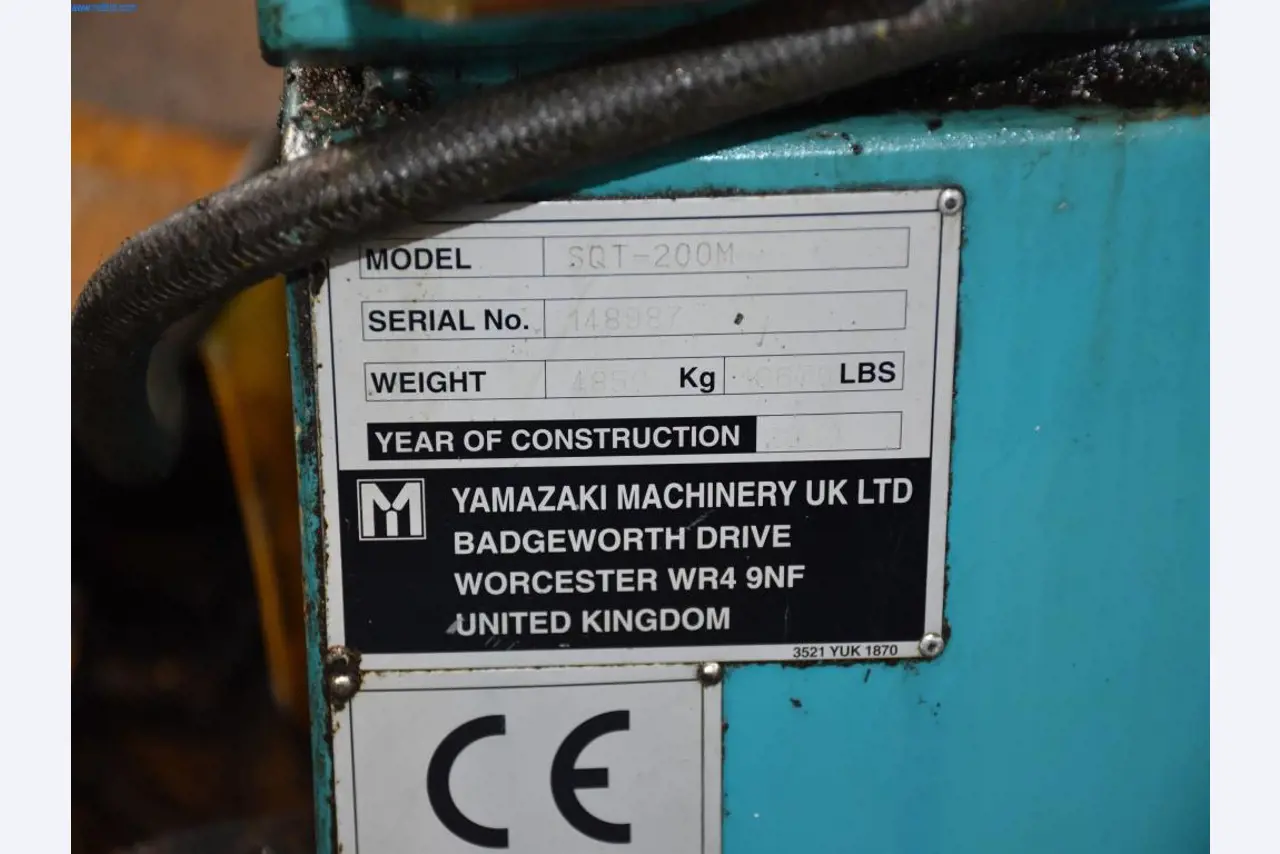 MODEL SQT-200M
SERIAL No. 148987
WEIGHT Kg LBS
YEAR OF CONSTRUCTION
YAMAZAKI MACHINERY UK LTD
BADGEWORTH DRIVE
WORCESTER WR4 9NF
UNITED KINGDOM
3521 YUK 1870
CE